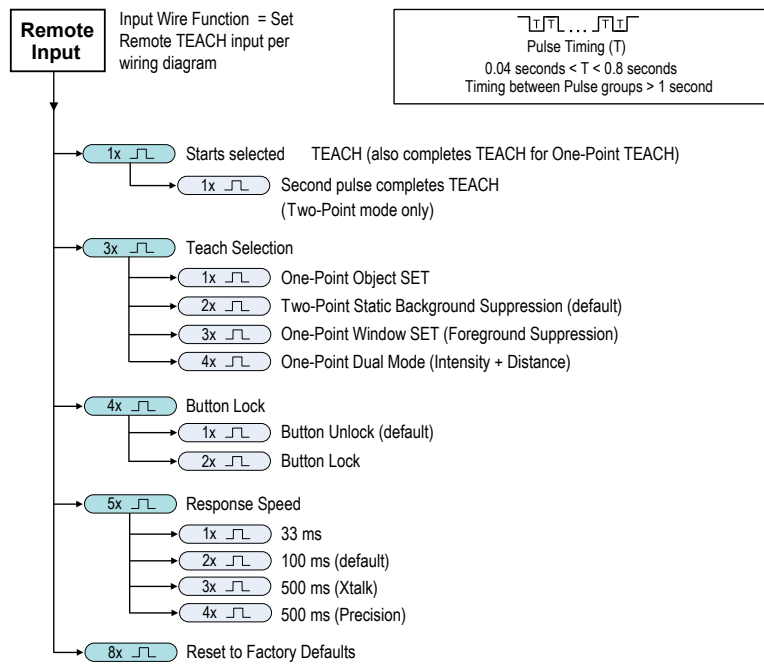 Remote
Input
Input Wire Function = Set
Remote TEACH input per
wiring diagram
T T ... T T
Pulse Timing (T)
0.04 seconds < T < 0.8 seconds
Timing between Pulse groups > 1 second
1x Starts selected TEACH (also completes TEACH for One-Point TEACH)
1x Second pulse completes TEACH
(Two-Point mode only)
3x Teach Selection
1x One-Point Object SET
2x Two-Point Static Background Suppression (default)
3x One-Point Window SET (Foreground Suppression)
4x One-Point Dual Mode (Intensity + Distance)
4x Button Lock
1x Button Unlock (default)
2x Button Lock
5x Response Speed
1x 33 ms
2x 100 ms (default)
3x 500 ms (Xtalk)
4x 500 ms (Precision)
8x Reset to Factory Defaults